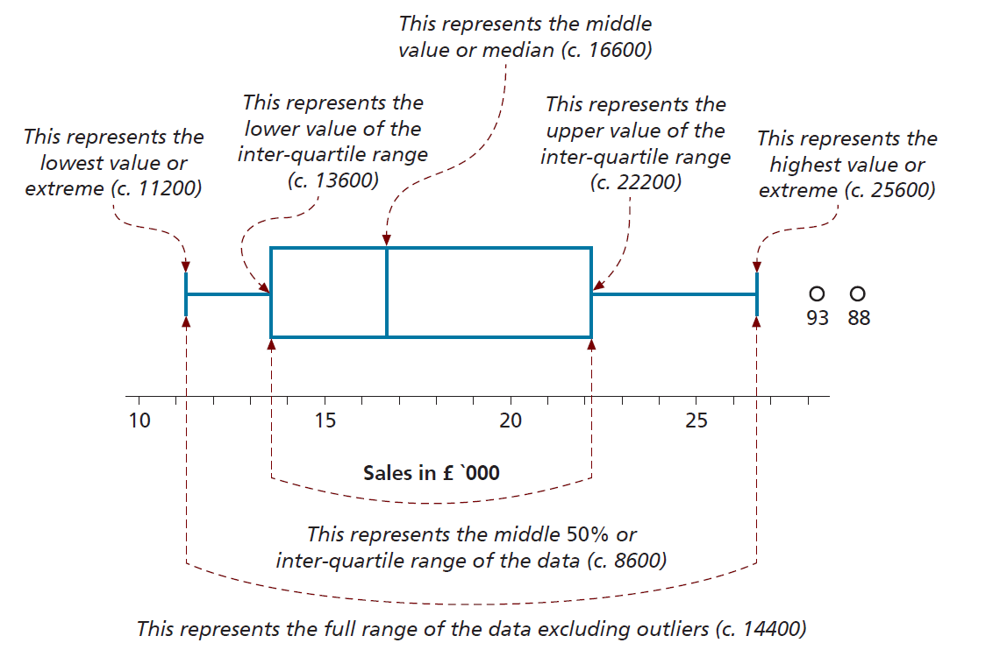 This represents the middle
value or median (c. 16600)
This represents the
lower value of the
inter-quartile range
(c. 13600)
This represents the
upper value of the
inter-quartile range
(c. 22200)
This represents the
lowest value or
extreme (c. 11200)
This represents the
highest value or
extreme (c. 25600)
93 88
10 15 20 25
Sales in £ `000
This represents the middle 50% or
inter-quartile range of the data (c. 8600)
This represents the full range of the data excluding outliers (c. 14400)